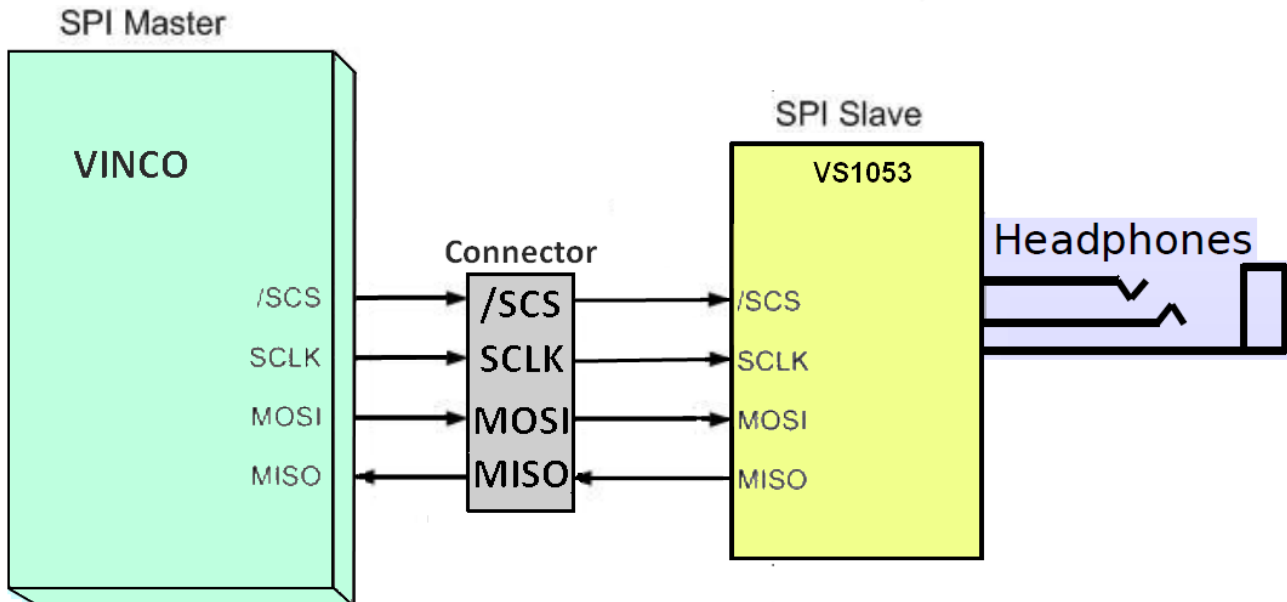 SPI Master
VINCO
/SCS
SCLK
MOSI
MISO
Connector
/SCS
SCLK
MOSI
MISO
SPI Slave
VS1053
/SCS
SCLK
MOSI
MISO
Headphones